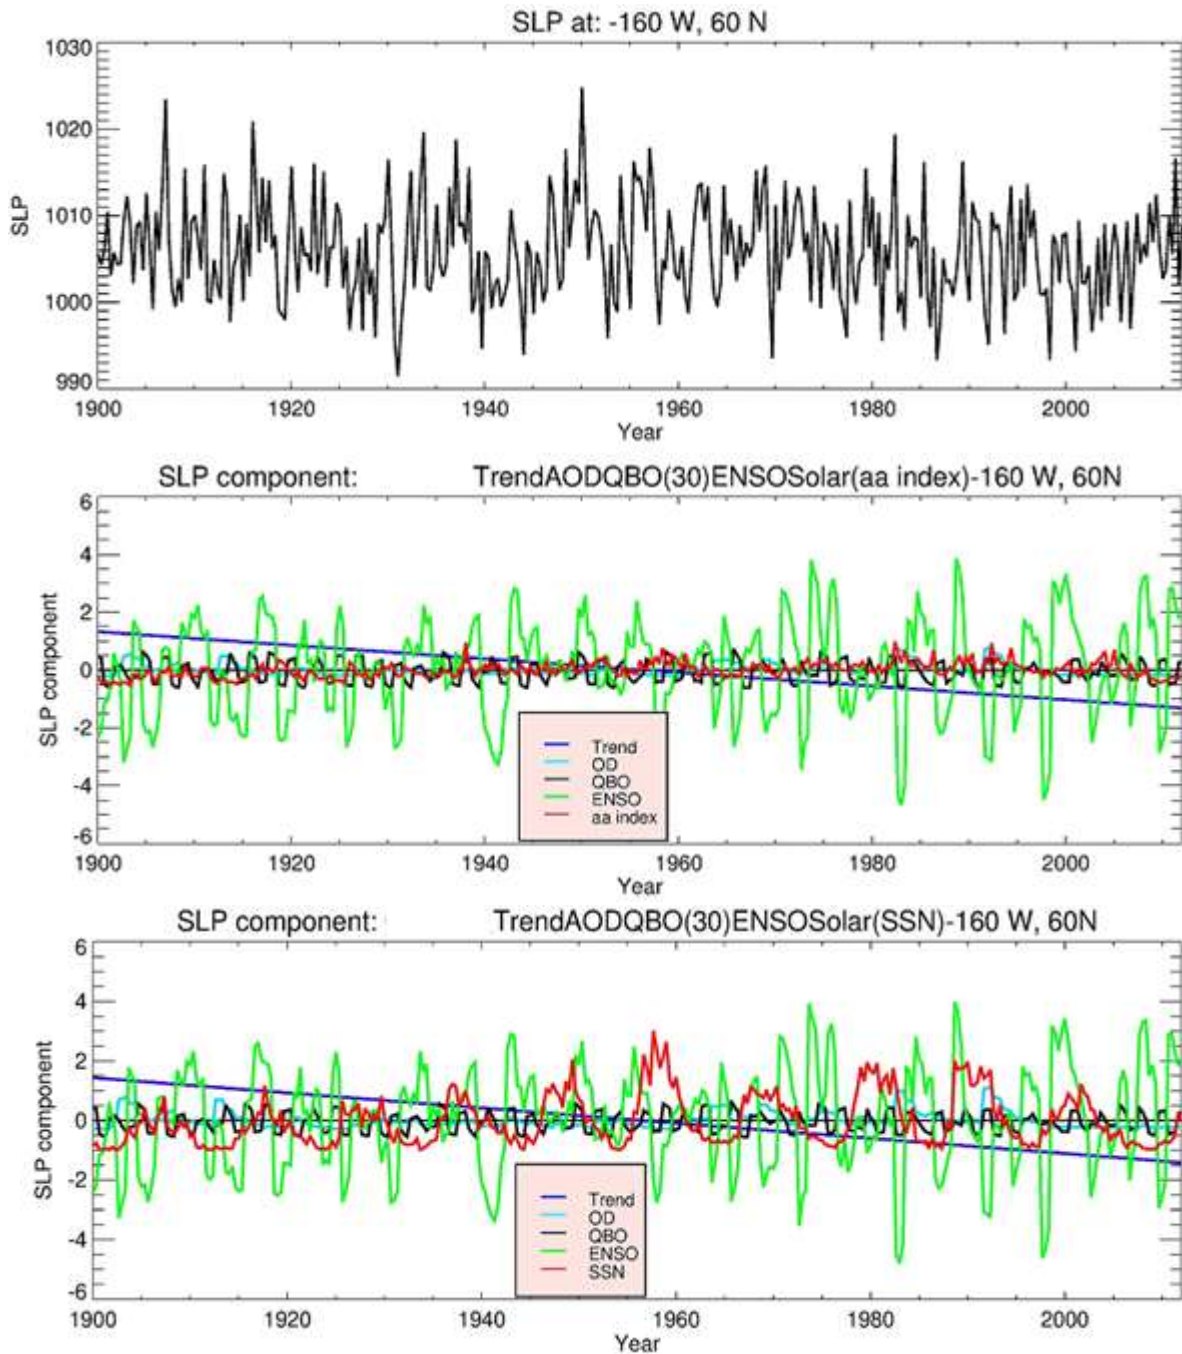 SLP at: -160 W, 60 N
1030
1020
1010
1000
990
SLP
1900 1920 1940 1960 1980 2000
Year
SLP component: TrendAODQBO(30)ENSOSolar(aa index)-160 W, 60N
6
4
2
0
-2
-4
-6
SLP component
Trend
OD
QBO
ENSO
aa index
1900 1920 1940 1960 1980 2000
Year
SLP component: TrendAODQBO(30)ENSOSolar(SSN)-160 W, 60N
6
4
2
0
-2
-4
-6
SLP component
Trend
OD
QBO
ENSO
SSN
1900 1920 1940 1960 1980 2000
Year